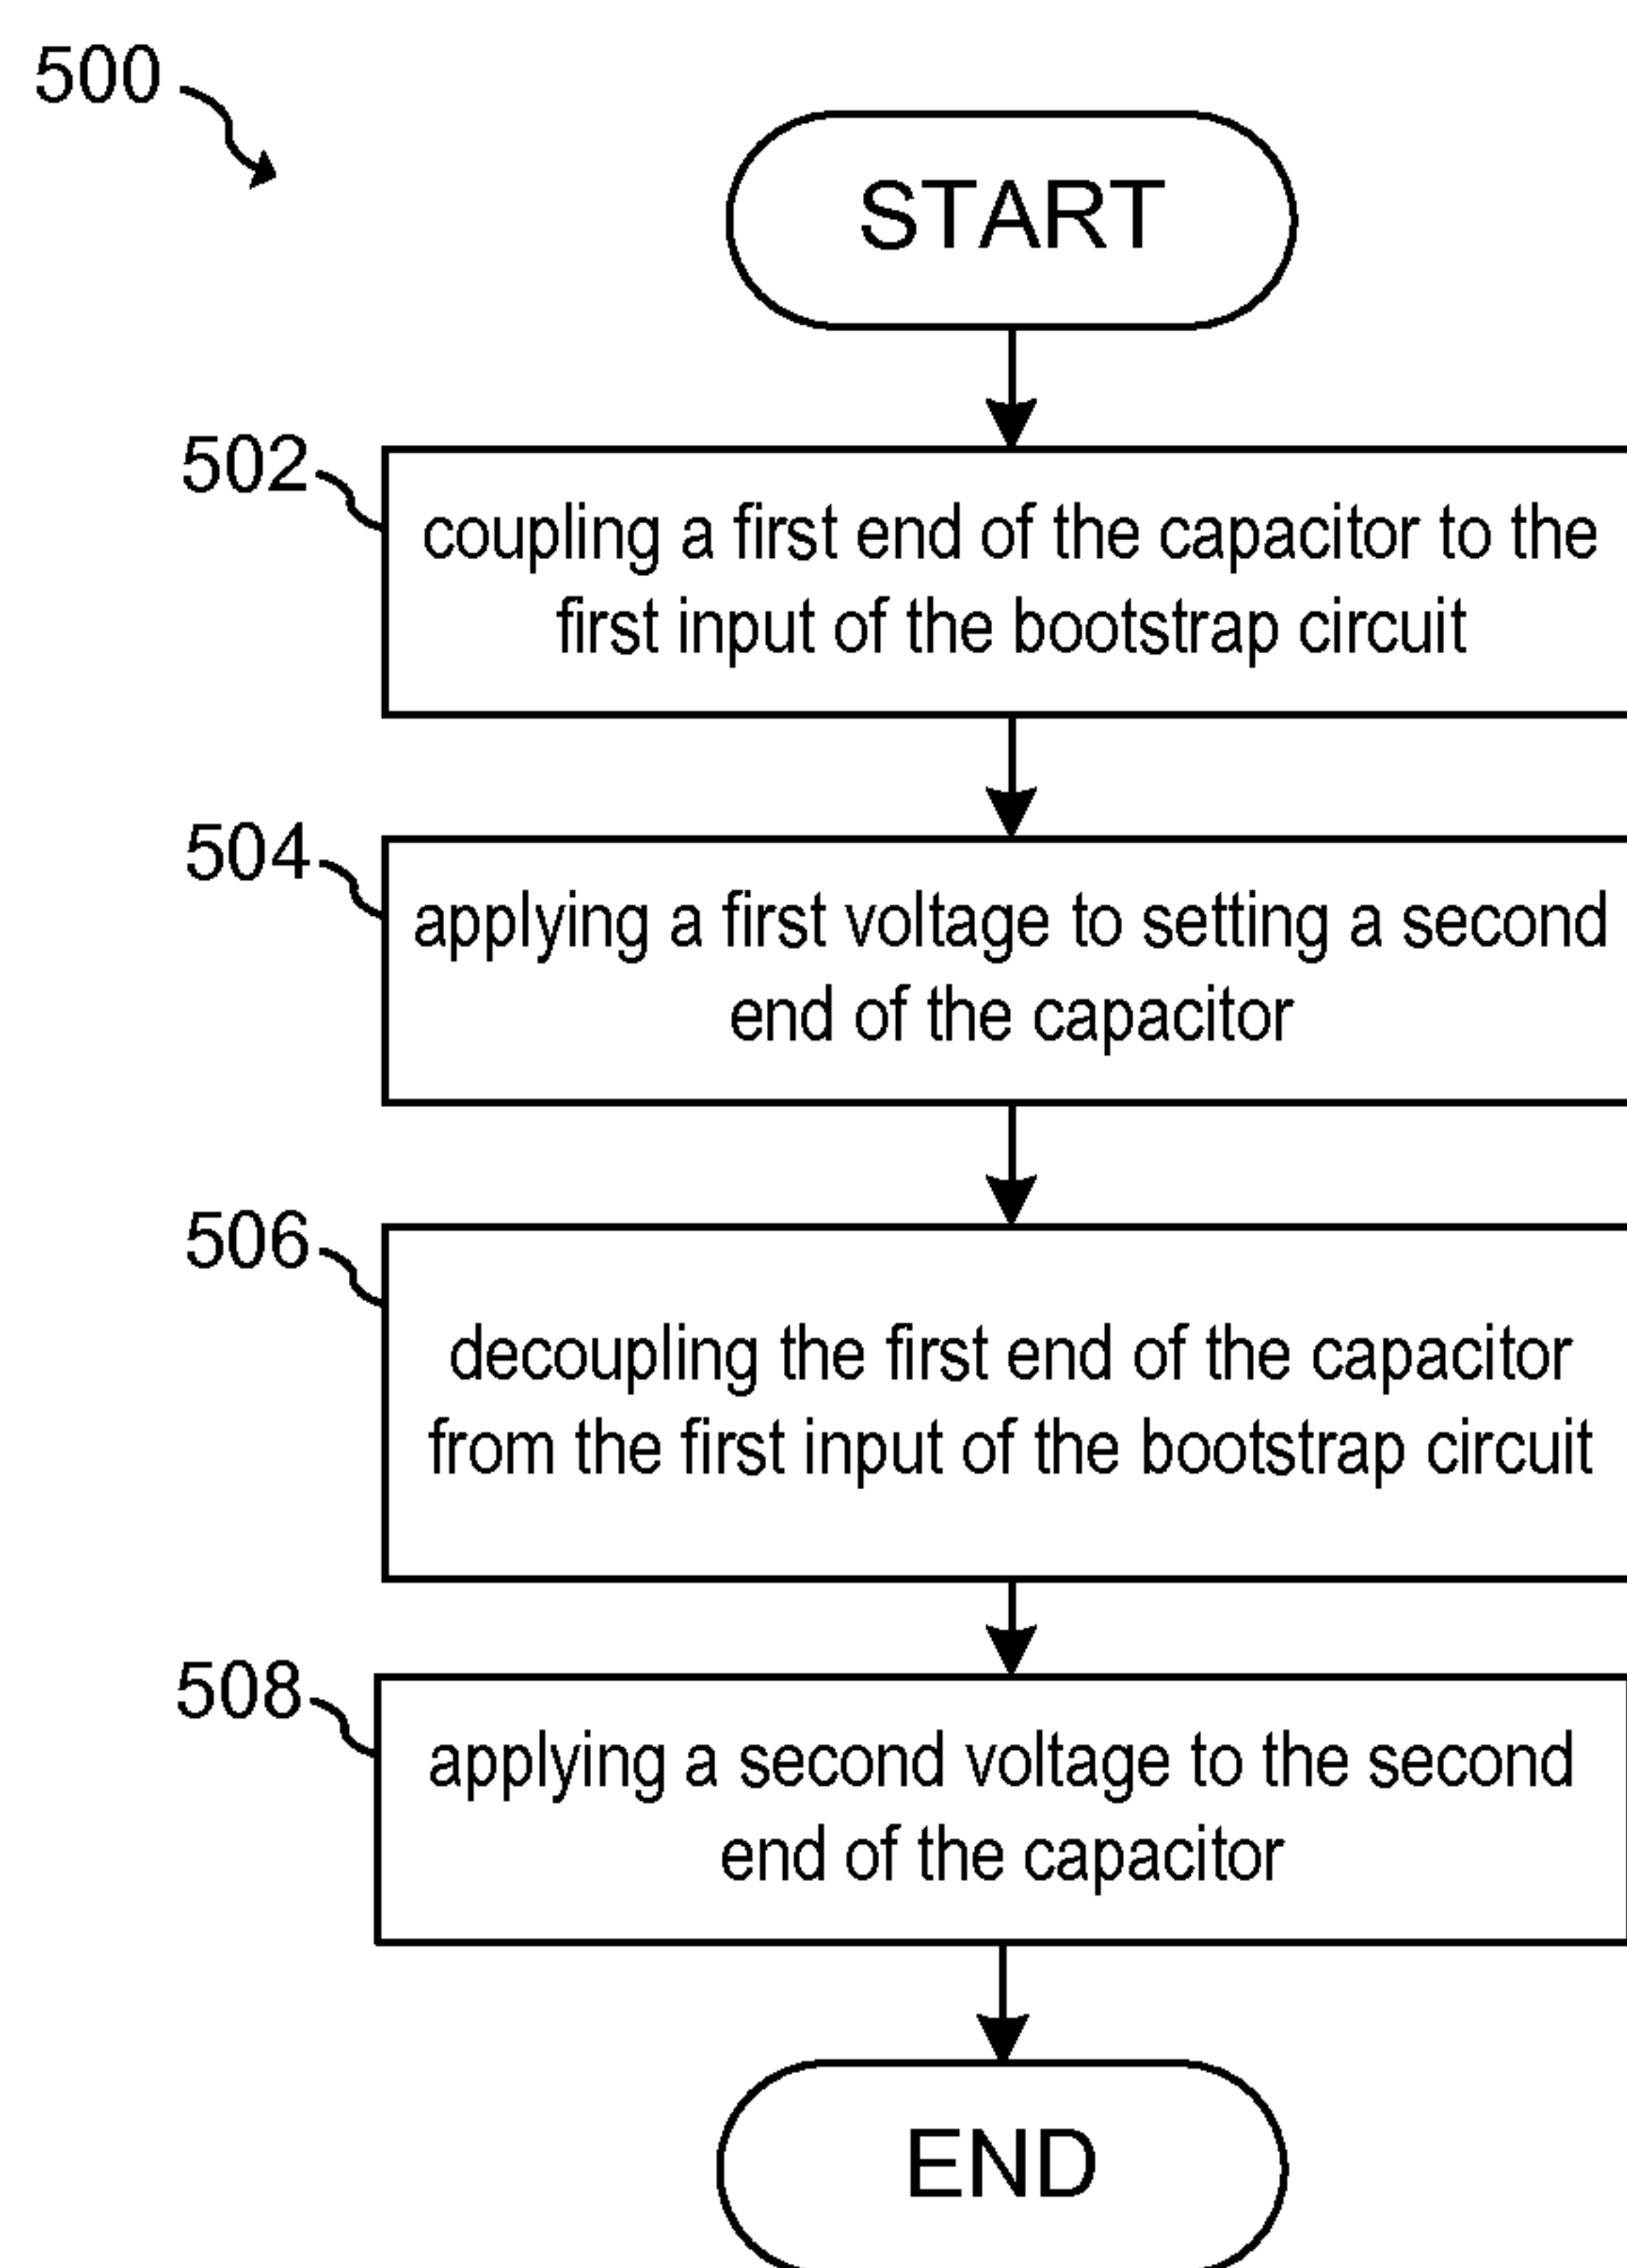 500
START
502
coupling a first end of the capacitor to the
first input of the bootstrap circuit
504
applying a first voltage to setting a second
end of the capacitor
506
decoupling the first end of the capacitor
from the first input of the bootstrap circuit
508
applying a second voltage to the second
end of the capacitor
END